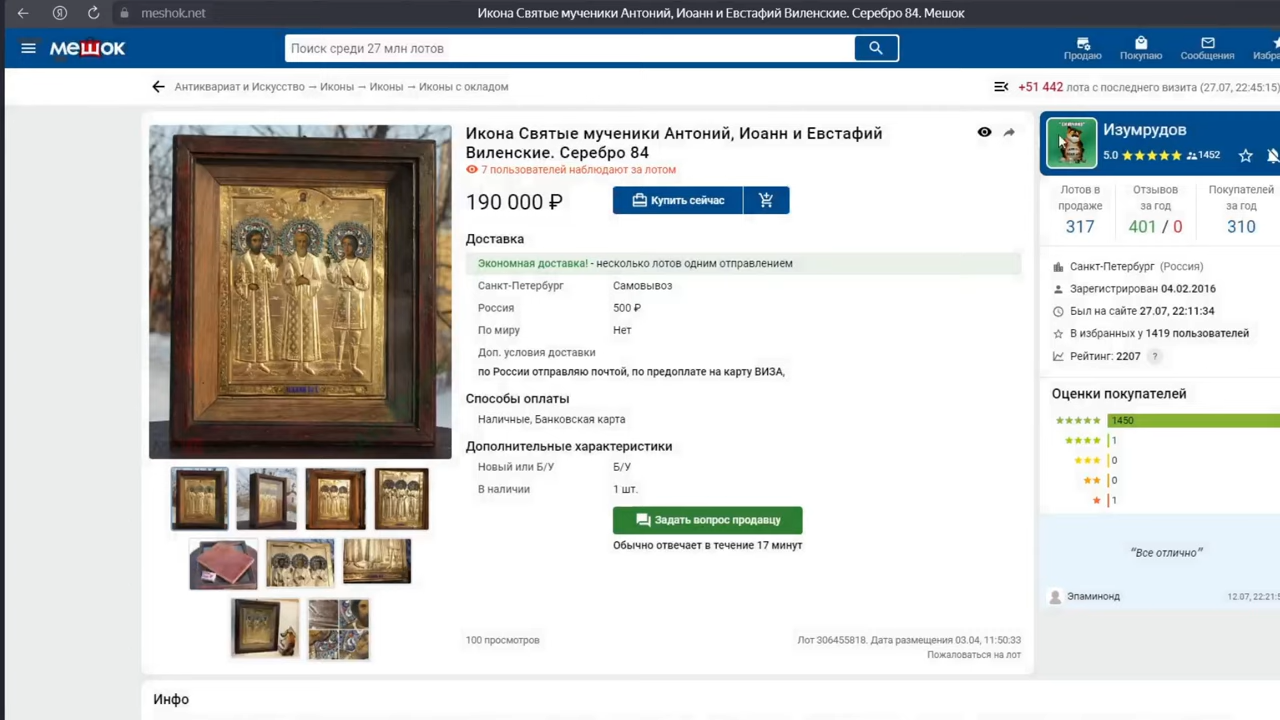 meshok.net
Икона Святые мученики Антоний, Иоанн и Евстафий Виленские. Серебро 84. Мешок
мешок
Поиск среди 27 млн лотов
Продаю
Покупаю
Сообщения
Избра
Антиквариат и Искусство → Иконы → Иконы → Иконы с окладом
+51 442 лота с последнего визита (27.07, 22:45:15)
Икона Святые мученики Антоний, Иоанн и Евстафий
Виленские. Серебро 84
7 пользователей наблюдают за лотом
190 000 ₽
Купить сейчас
Доставка
Экономная доставка! - несколько лотов одним отправлением
Санкт-Петербург Самовывоз
Россия 500 ₽
По миру Нет
Доп. условия доставки
по России отправляю почтой, по предоплате на карту ВИЗА,
Способы оплаты
Наличные, Банковская карта
Дополнительные характеристики
Новый или Б/У Б/У
В наличии 1 шт.
Задать вопрос продавцу
Обычно отвечает в течение 17 минут
100 просмотров
Лот 306455818. Дата размещения 03.04, 11:50:33
Пожаловаться на лот
Инфо
Изумрудов
5.0 1452
Лотов в продаже
317
Отзывов за год
401 / 0
Покупателей за год
310
Санкт-Петербург (Россия)
Зарегистрирован 04.02.2016
Был на сайте 27.07, 22:11:34
В избранных у 1419 пользователей
Рейтинг: 2207 ?
Оценки покупателей
1450
1
0
0
1
“Все отлично”
Эпаминонд 12.07, 22:21:5